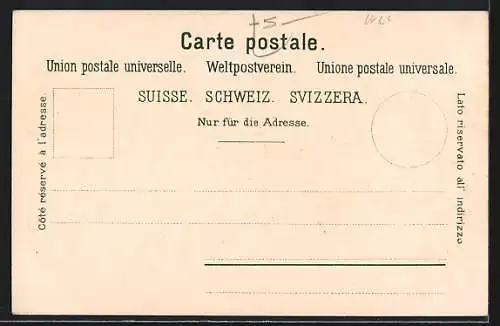 Carte postale.
Union postale universelle. Weltpostverein. Unione postale universale.
SUISSE. SCHWEIZ. SVIZZERA.
Nur für die Adresse.
Côté réservé à l'adresse.
Lato riservato all' indirizzo.